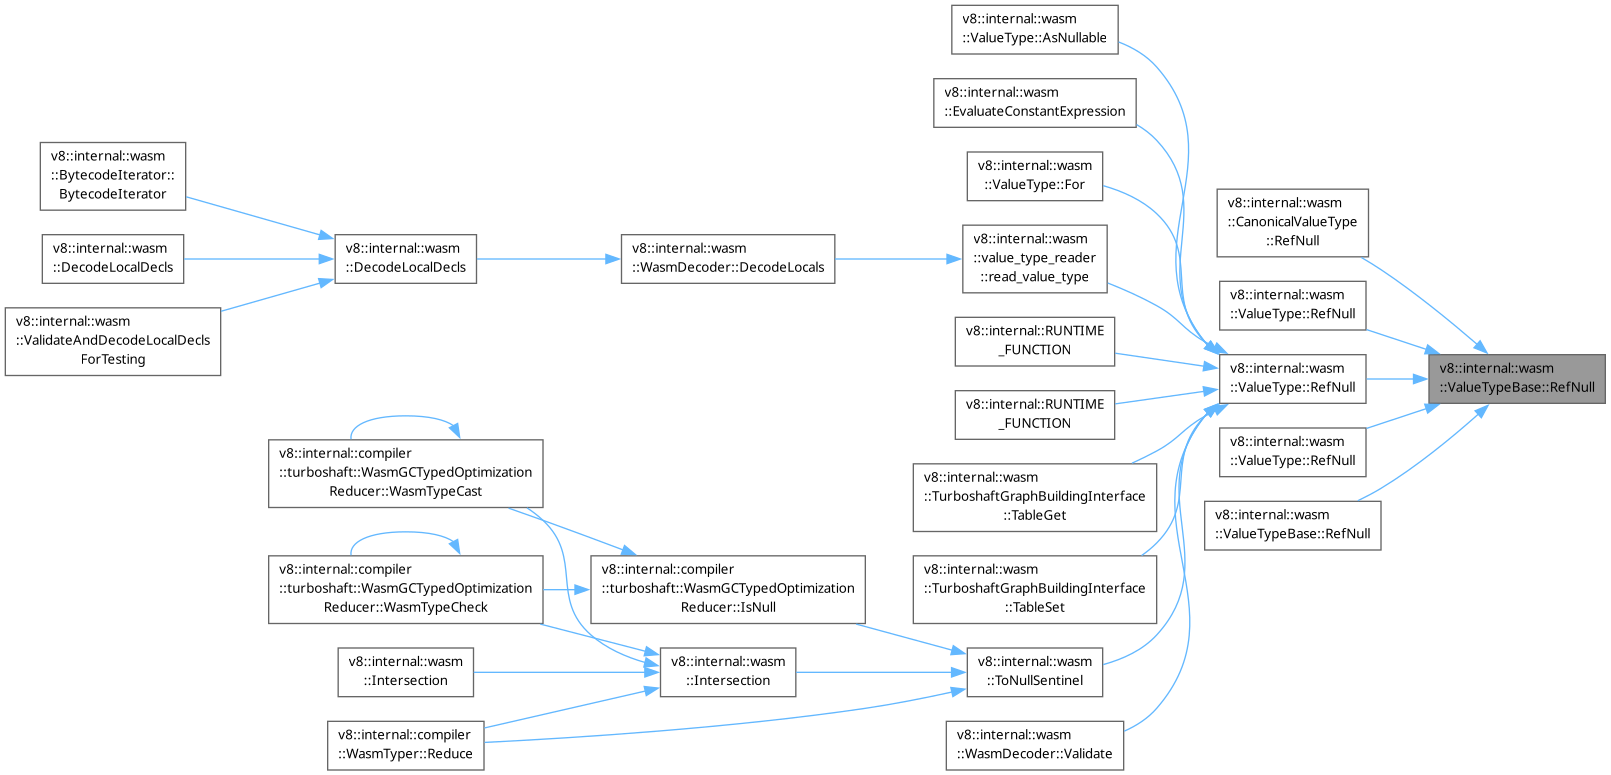 v8::internal::wasm
::ValueType::AsNullable
v8::internal::wasm
::EvaluateConstantExpression
v8::internal::wasm
::BytecodeIterator::
BytecodeIterator
v8::internal::wasm
::ValueType::For
v8::internal::wasm
::CanonicalValueType
::RefNull
v8::internal::wasm
::DecodeLocalDecls
v8::internal::wasm
::DecodeLocalDecls
v8::internal::wasm
::WasmDecoder::DecodeLocals
v8::internal::wasm
::value_type_reader
::read_value_type
v8::internal::wasm
::ValueType::RefNull
v8::internal::wasm
::ValidateAndDecodeLocalDecls
ForTesting
v8::internal::RUNTIME
_FUNCTION
v8::internal::wasm
::ValueType::RefNull
v8::internal::wasm
::ValueTypeBase::RefNull
v8::internal::RUNTIME
_FUNCTION
v8::internal::wasm
::ValueType::RefNull
v8::internal::compiler
::turboshaft::WasmGCTypedOptimization
Reducer::WasmTypeCast
v8::internal::wasm
::TurboshaftGraphBuildingInterface
::TableGet
v8::internal::wasm
::ValueTypeBase::RefNull
v8::internal::compiler
::turboshaft::WasmGCTypedOptimization
Reducer::WasmTypeCheck
v8::internal::compiler
::turboshaft::WasmGCTypedOptimization
Reducer::IsNull
v8::internal::wasm
::TurboshaftGraphBuildingInterface
::TableSet
v8::internal::wasm
::Intersection
v8::internal::wasm
::Intersection
v8::internal::wasm
::ToNullSentinel
v8::internal::compiler
::WasmTyper::Reduce
v8::internal::wasm
::WasmDecoder::Validate